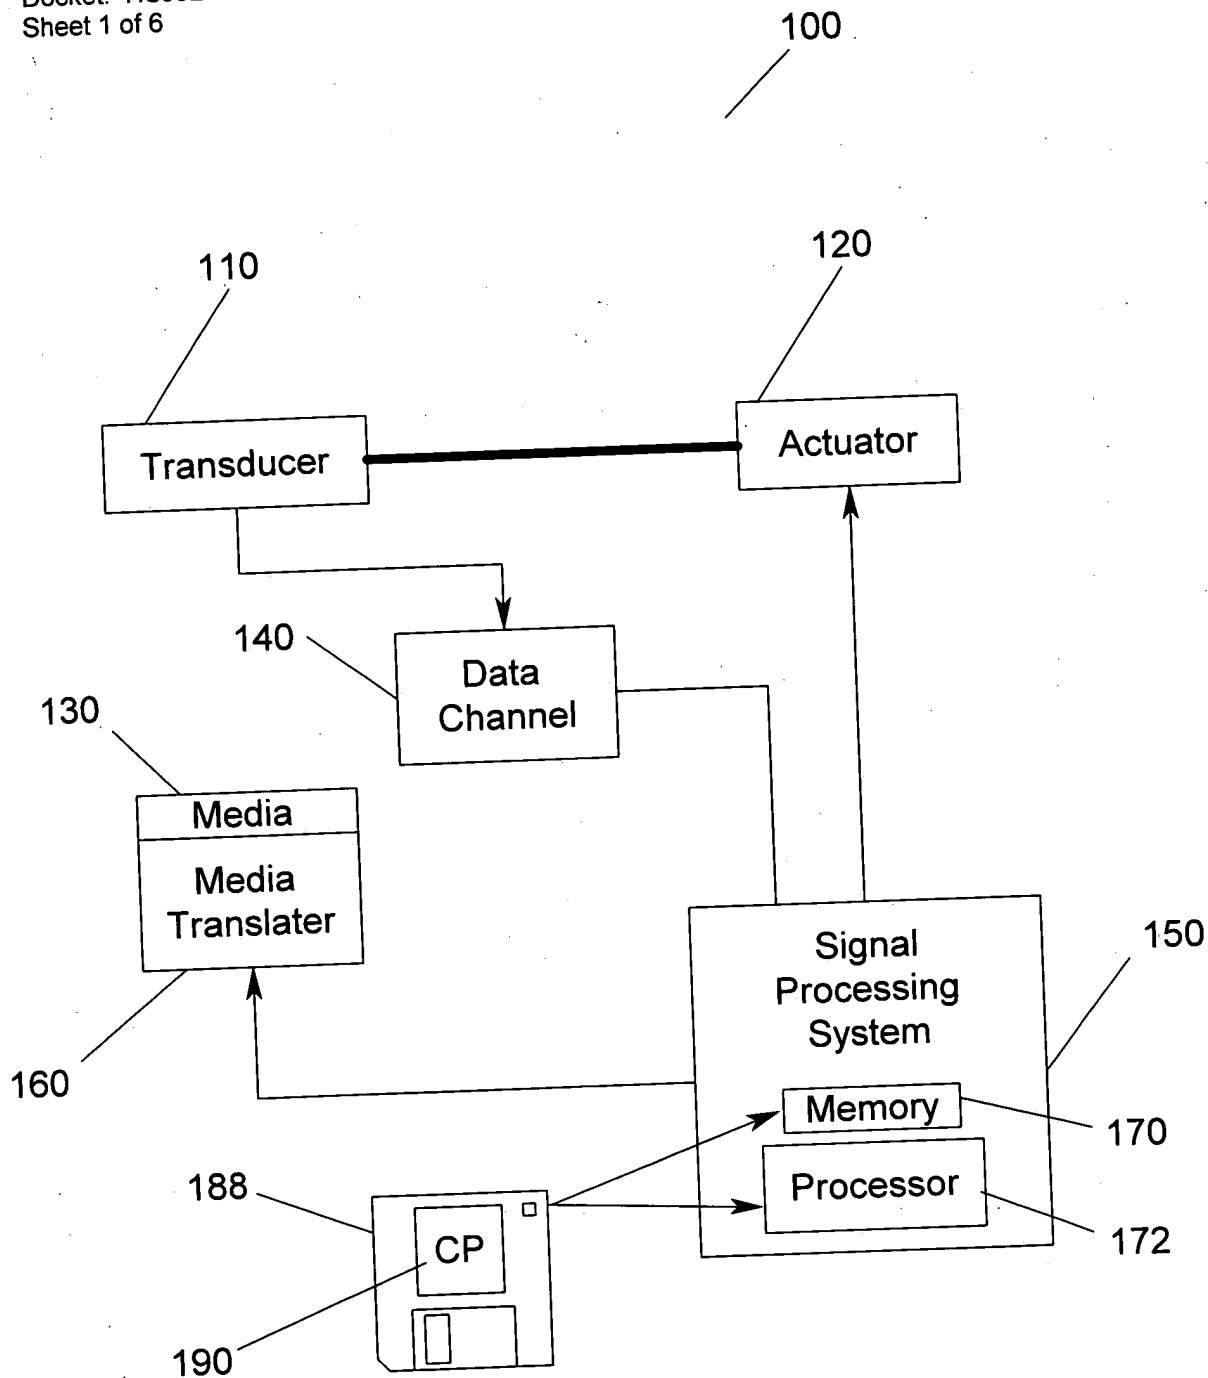 Sheet 1 of 6
100
110
120
Transducer
Actuator
140
Data
Channel
130
Media
Media
Translater
160
Signal
Processing
System
150
Memory
170
Processor
172
188
CP
190